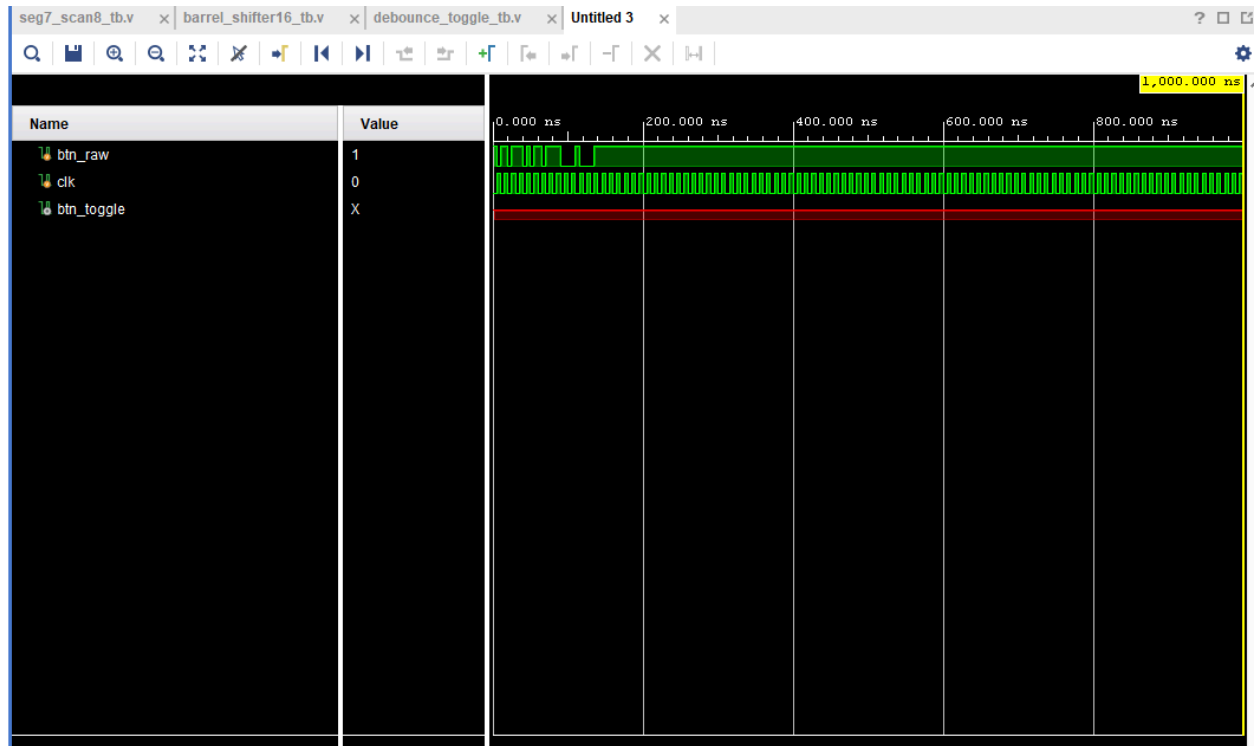 seg7_scan8_tb.v × barrel_shifter16_tb.v × debounce_toggle_tb.v × Untitled 3 × ?
1,000.000 ns
Name Value 0.000 ns 200.000 ns 400.000 ns 600.000 ns 800.000 ns
btn_raw 1
clk 0
btn_toggle X